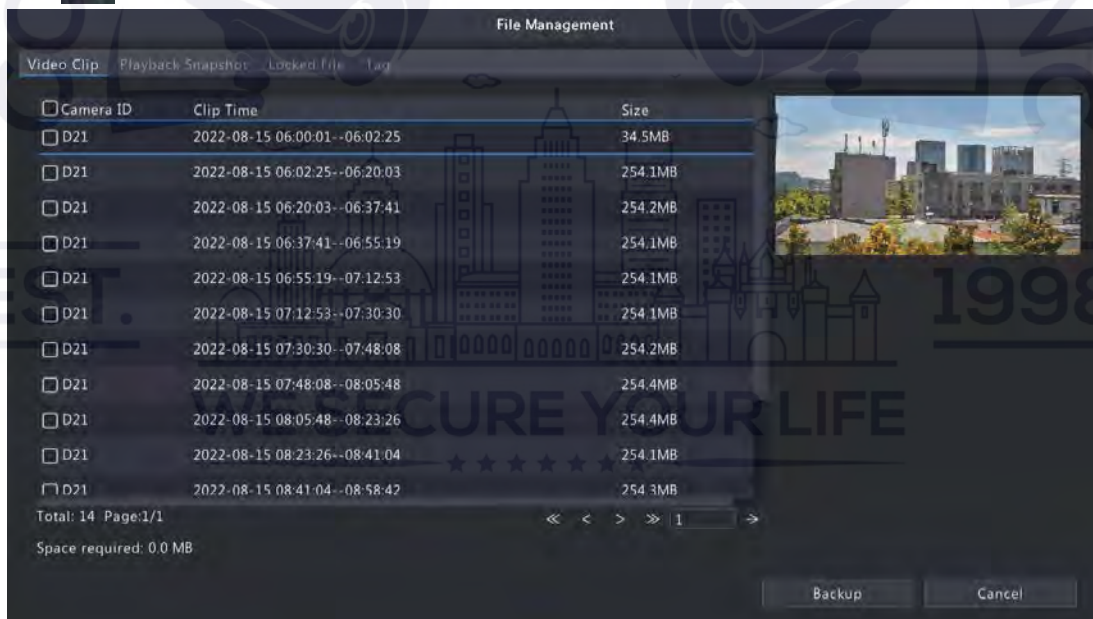 File Management
Video Clip Playback Snapshot Locked File Tag
Camera ID Clip Time Size
D21 2022-08-15 06:00:01--06:02:25 34.5MB
D21 2022-08-15 06:02:25--06:20:03 254.1MB
D21 2022-08-15 06:20:03--06:37:41 254.2MB
D21 2022-08-15 06:37:41--06:55:19 254.1MB
D21 2022-08-15 06:55:19--07:12:53 254.1MB
EST. 1998
D21 2022-08-15 07:12:53--07:30:30 254.1MB
D21 2022-08-15 07:30:30--07:48:08 254.2MB
D21 2022-08-15 07:48:08--08:05:48 254.4MB
WE SECURE YOUR LIFE
D21 2022-08-15 08:05:48--08:23:26 254.4MB
D21 2022-08-15 08:23:26--08:41:04 254.1MB
D21 2022-08-15 08:41:04--08:58:42 254.3MB
Total: 14 Page:1/1
1
Space required: 0.0 MB
Backup Cancel